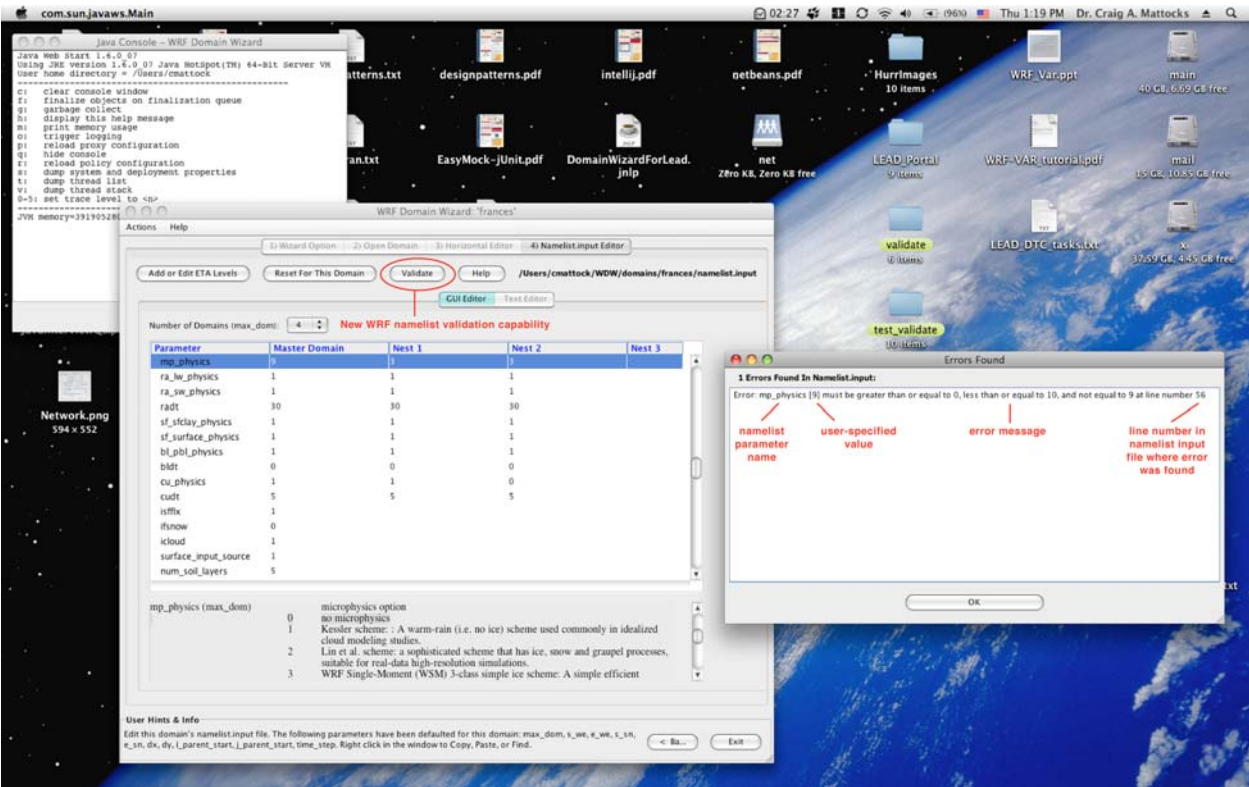 com.sun.javaws.Main
02:27
(96%)
Thu 1:19 PM Dr. Craig A. Mattocks
Java Console - WRF Domain Wizard
Java Web Start 1.6.0_07
Using JRE version 1.6.0_07 Java HotSpot(TM) 64-Bit Server VM
User home directory = /Users/cmattock
----------------------------------------------------
c: clear console window
f: finalize objects on finalization queue
g: garbage collect
h: display this help message
m: print memory usage
o: trigger logging
p: reload proxy configuration
q: hide console
r: reload policy configuration
s: dump system and deployment properties
t: dump thread list
v: dump thread stack
0-5: set trace level to <n>
----------------------------------------------------
JVM memory=391905280
atterns.txt
designpatterns.pdf
intellij.pdf
netbeans.pdf
HurrImages
10 items
WRF_Var.ppt
main
40 GB, 6.69 GB free
an.txt
EasyMock-jUnit.pdf
DomainWizardForLead.
jnlp
net
Zero KB, Zero KB free
LEAD_Portal
9 items
WRF-VAR_tutorial.pdf
mail
15 GB, 10.85 GB free
validate
6 items
LEAD_DTC_tasks.txt
x
37.59 GB, 4.45 GB free
test_validate
10 items
Network.png
594 × 552
txt
WRF Domain Wizard: 'frances'
Actions Help
1) Wizard Option
2) Open Domain
3) Horizontal Editor
4) Namelist.input Editor
Add or Edit ETA Levels
Reset For This Domain
Validate
Help
/Users/cmattock/WDW/domains/frances/namelist.input
GUI Editor
Text Editor
Number of Domains (max_dom): 4
New WRF namelist validation capability
Parameter Master Domain Nest 1 Nest 2 Nest 3
mp_physics 9 3 3
ra_lw_physics 1 1 1
ra_sw_physics 1 1 1
radt 30 30 30
sf_sfclay_physics 1 1 1
sf_surface_physics 1 1 1
bl_pbl_physics 1 1 1
bldt 0 0 0
cu_physics 1 1 0
cudt 5 5 5
isfflx 1
ifsnow 0
icloud 1
surface_input_source 1
num_soil_layers 5
mp_physics (max_dom) microphysics option
0 no microphysics
1 Kessler scheme: : A warm-rain (i.e. no ice) scheme used commonly in idealized
cloud modeling studies.
2 Lin et al. scheme: a sophisticated scheme that has ice, snow and graupel processes,
suitable for real-data high-resolution simulations.
3 WRF Single-Moment (WSM) 3-class simple ice scheme: A simple efficient
User Hints & Info
Edit this domain's namelist.input file. The following parameters have been defaulted for this domain: max_dom, s_we, e_we, s_sn,
e_sn, dx, dy, i_parent_start, j_parent_start, time_step. Right click in the window to Copy, Paste, or Find.
< Ba...
Exit
Errors Found
1 Errors Found In Namelist.input:
Error: mp_physics [9] must be greater than or equal to 0, less than or equal to 10, and not equal to 9 at line number 56
namelist
parameter
name
user-specified
value
error message
line number in
namelist input
file where error
was found
OK